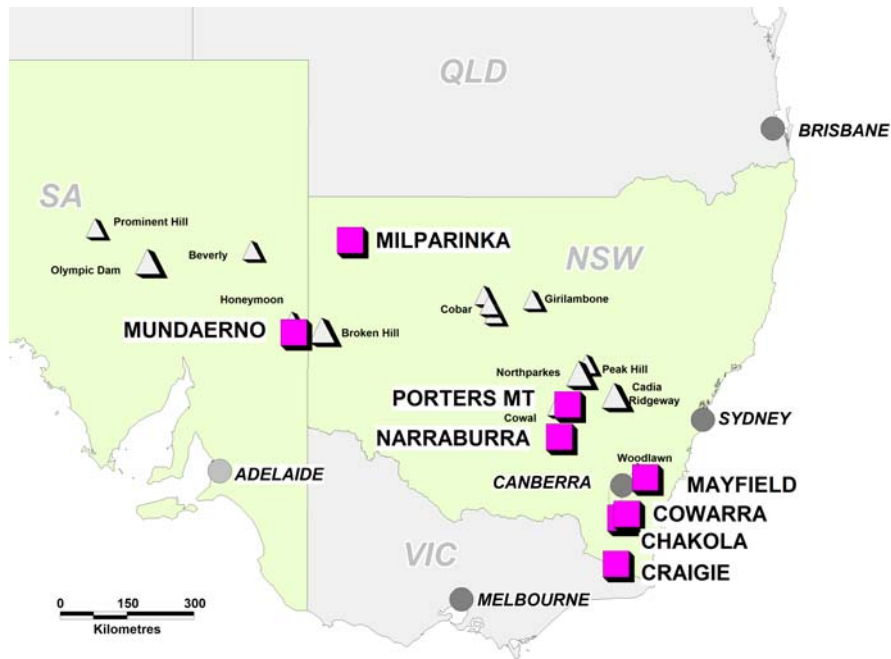 QLD
BRISBANE
SA
Prominent Hill
MILPARINKA
Beverly
NSW
Olympic Dam
Honeymoon
Girilambone
Cobar
MUNDAERNO
Broken Hill
Northparkes
Peak Hill
Cadia
Ridgeway
PORTERS MT
Cowal
SYDNEY
NARRABURRA
Woodlawn
ADELAIDE
CANBERRA
MAYFIELD
COWARRA
CHAKOLA
VIC
CRAIGIE
MELBOURNE
0 150 300
Kilometres